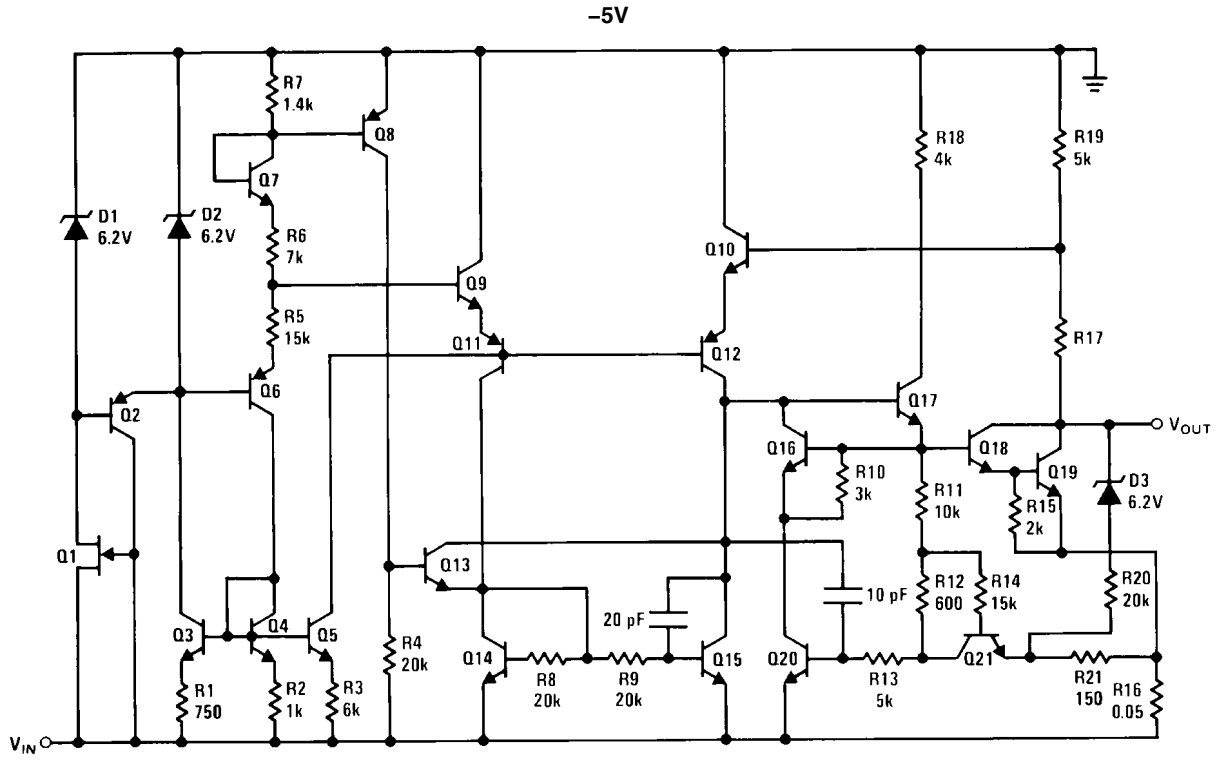 –5V
R7
1.4k
Q8
R18
4k
R19
5k
Q7
D1
6.2V
D2
6.2V
R6
7k
Q10
Q9
R5
15k
R17
Q11
Q12
Q6
Q2
Q17
VOUT
Q16
Q18
Q19
R10
3k
D3
6.2V
R11
10k
R15
2k
Q1
Q13
R12
600
R14
15k
R20
20k
20 pF
10 pF
Q3
Q4
Q5
R4
20k
Q14
Q15
Q20
Q21
R8
20k
R9
20k
R13
5k
R21
150
R16
0.05
R1
750
R2
1k
R3
6k
VIN